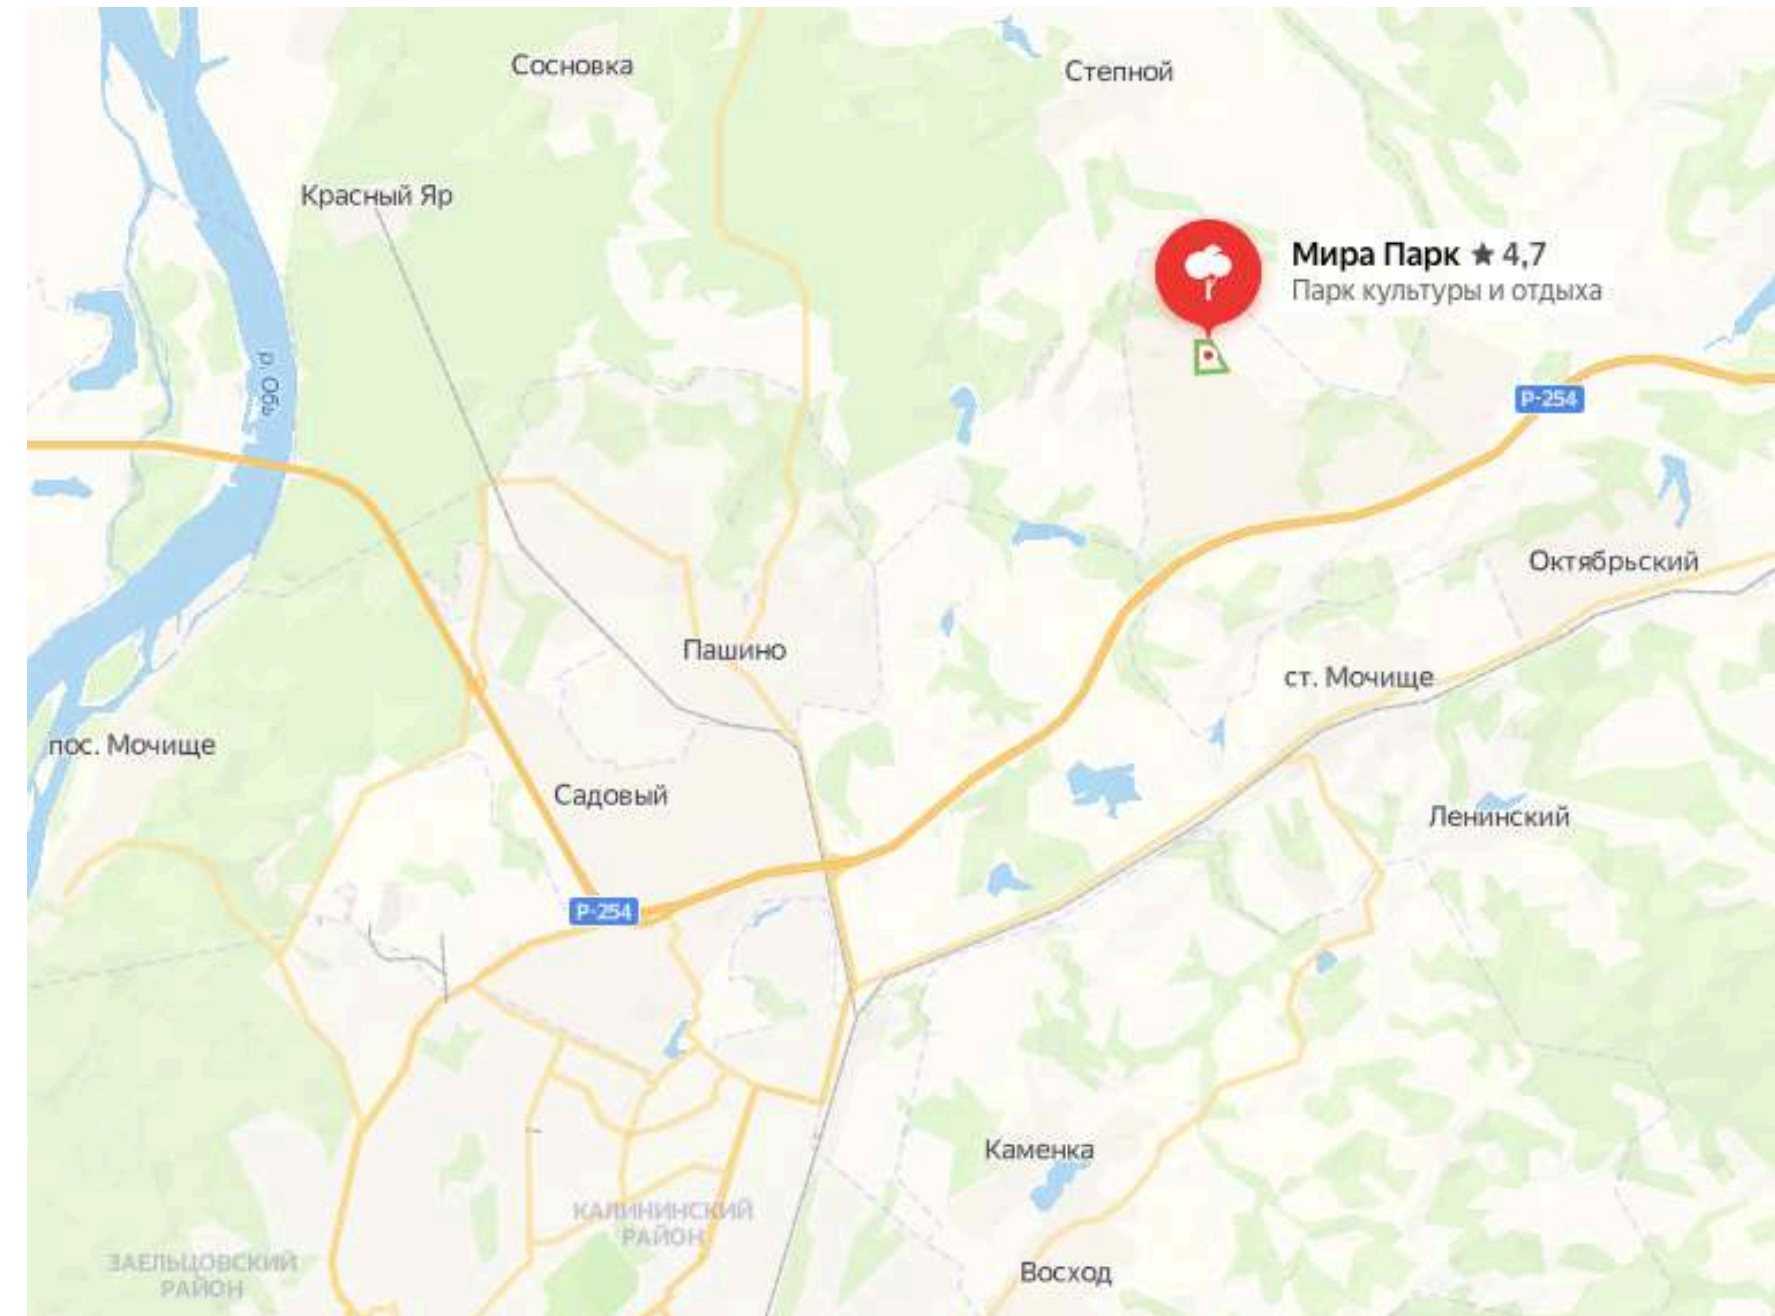 Сосновка
Степной
Красный Яр
Мира Парк ★ 4,7
Парк культуры и отдыха
р. Обь
Р-254
Октябрьский
Пашино
ст. Мочище
пос. Мочище
Садовый
Ленинский
Р-254
Каменка
КАЛИНИНСКИЙ
РАЙОН
ЗАЕЛЬЦОВСКИЙ
РАЙОН
Восход